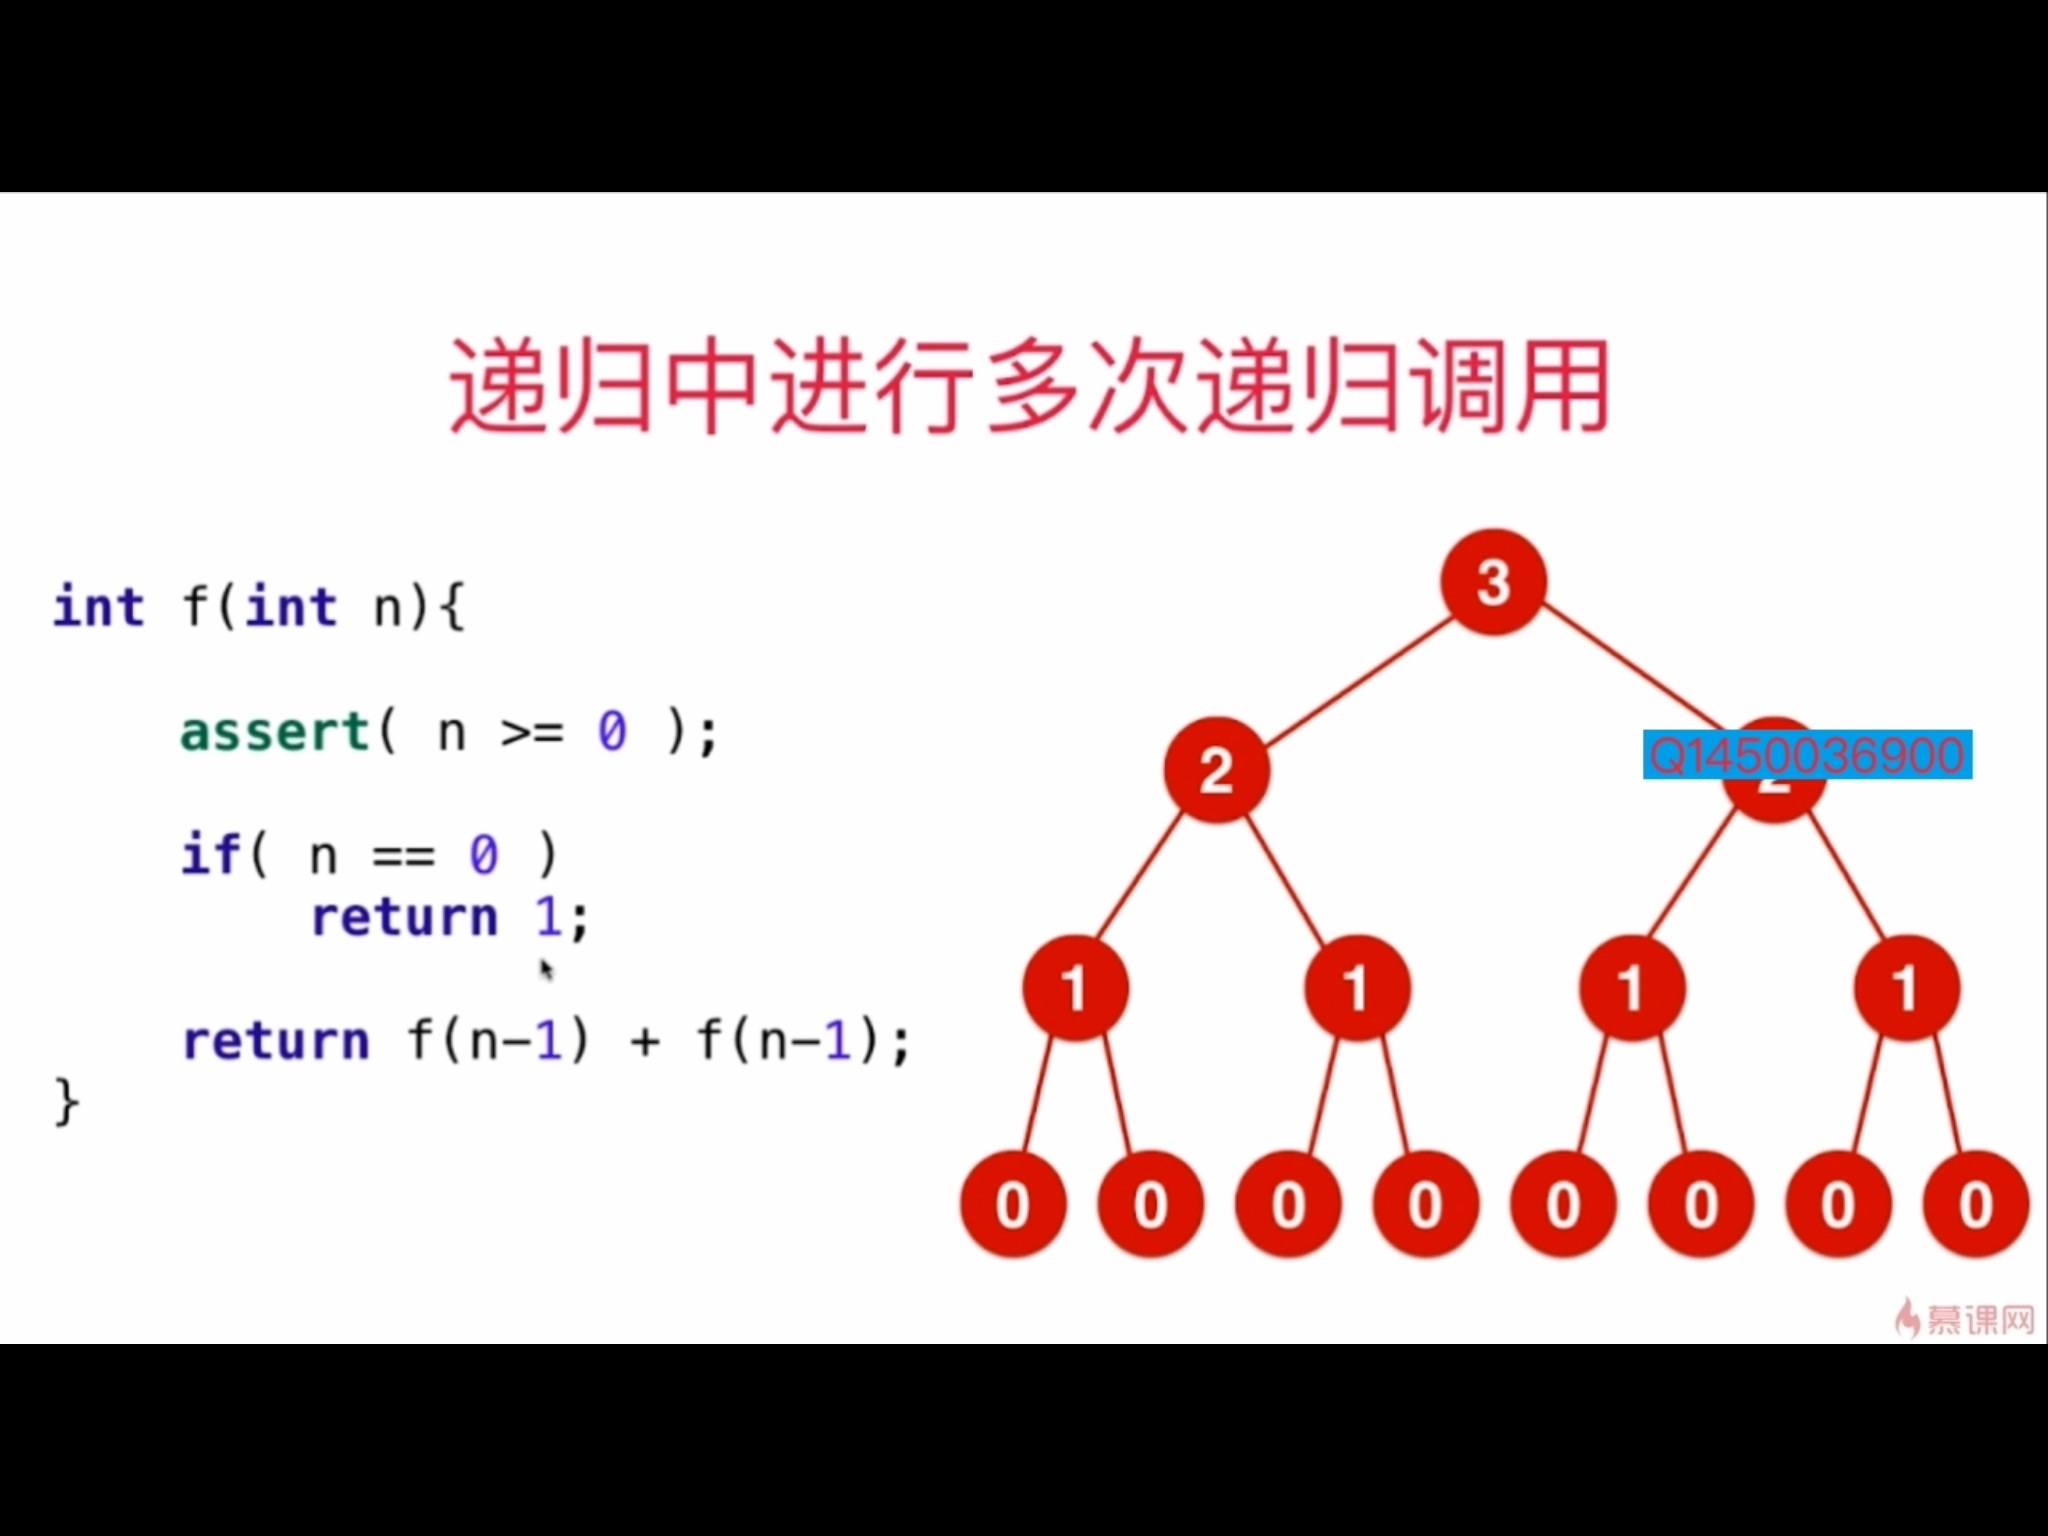 递归中进行多次递归调用
int f(int n){
assert( n >= 0 );
if( n == 0 )
return 1;
return f(n-1) + f(n-1);
}
3
2
Q1450036900
2
1 1 1 1
0 0 0 0 0 0 0 0
慕课网